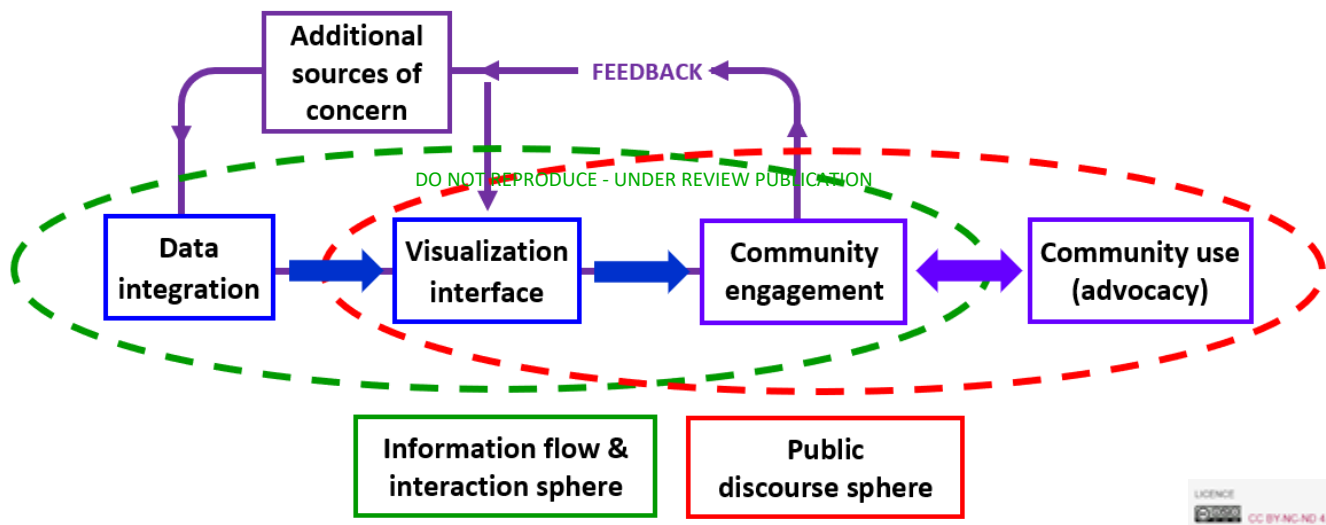 Additional
sources of
concern
FEEDBACK
DO NOT REPRODUCE - UNDER REVIEW PUBLICATION
Data
integration
Visualization
interface
Community
engagement
Community use
(advocacy)
Information flow &
interaction sphere
Public
discourse sphere
LICENCE
CC BY-NC-ND 4